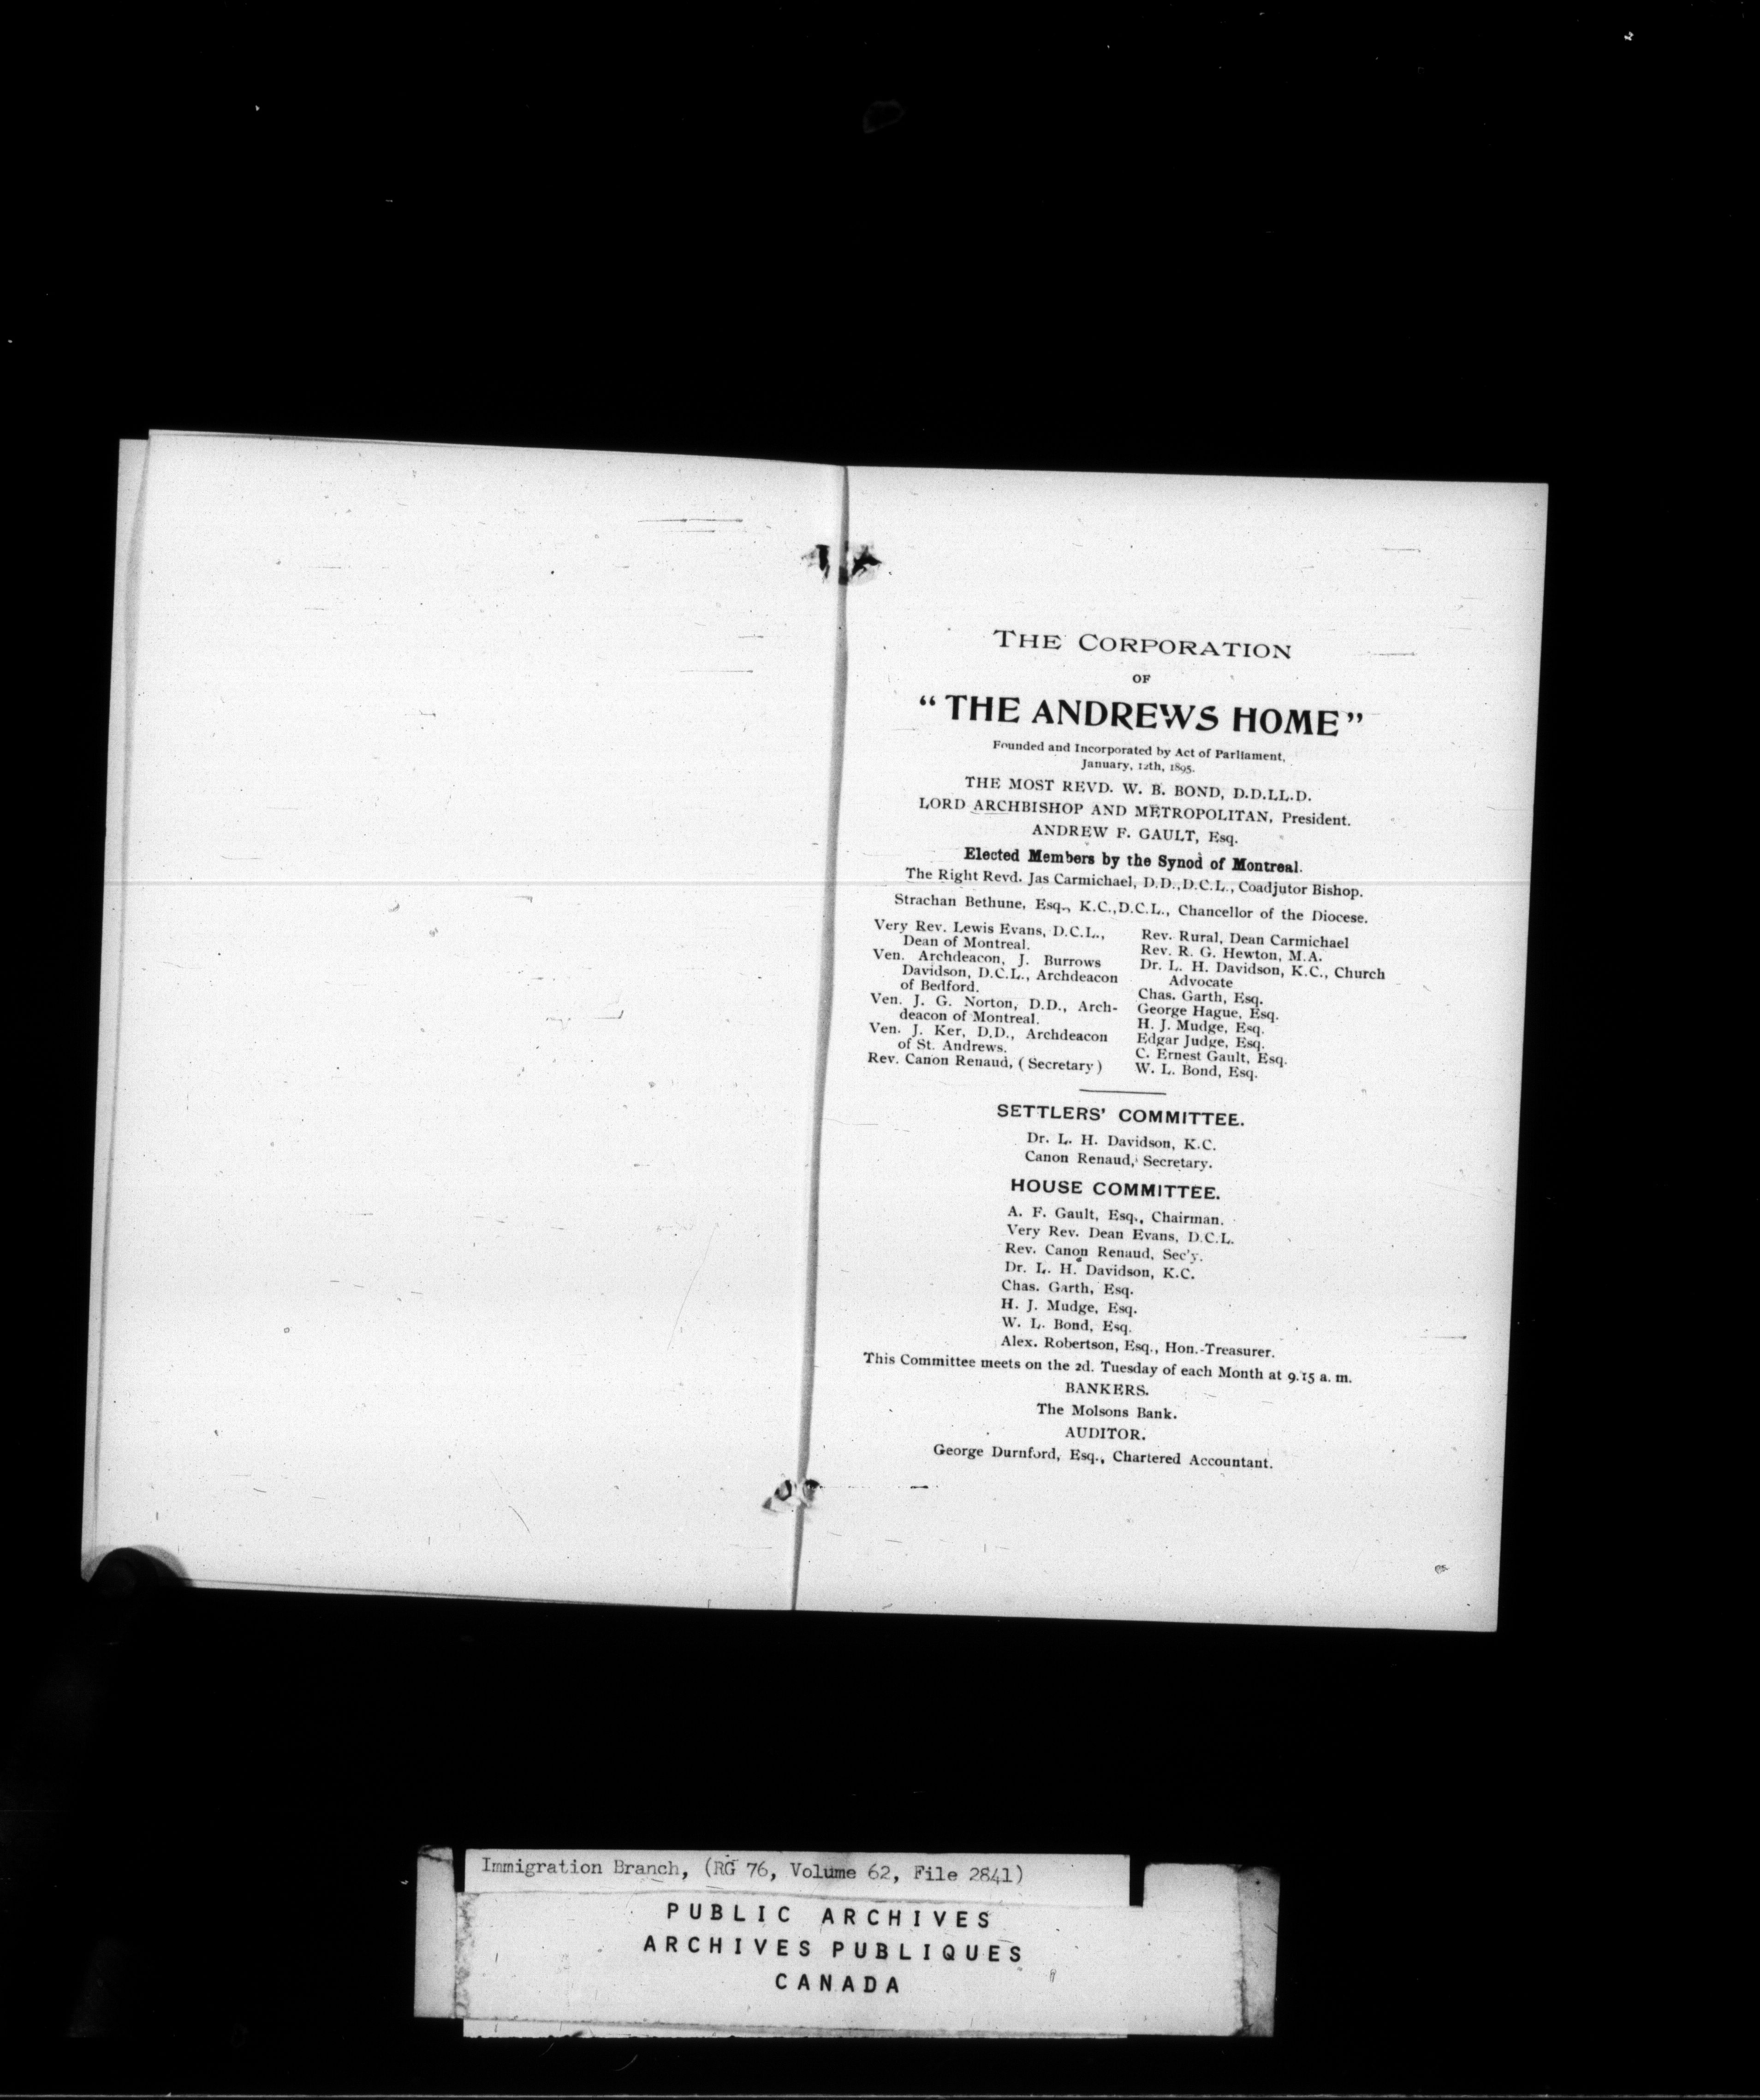 THE CORPORATION
OF
“THE ANDREWS HOME”
Founded and Incorporated by Act of Parliament,
January, 12th, 1895.
THE MOST REVD. W. B. BOND, D.D.LL.D.
LORD ARCHBISHOP AND METROPOLITAN, President.
ANDREW F. GAULT, Esq.
Elected Members by the Synod of Montreal.
The Right Revd. Jas Carmichael, D.D.,D.C.L., Coadjutor Bishop.
Strachan Bethune, Esq., K.C.,D.C.L., Chancellor of the Diocese.
Very Rev. Lewis Evans, D.C.L.,
Dean of Montreal.
Ven. Archdeacon, J. Burrows
Davidson, D.C.L., Archdeacon
of Bedford.
Ven. J. G. Norton, D.D., Arch-
deacon of Montreal.
Ven. J. Ker, D.D., Archdeacon
of St. Andrews.
Rev. Canon Renaud, (Secretary)
Rev. Rural, Dean Carmichael
Rev. R. G. Hewton, M.A.
Dr. L. H. Davidson, K.C., Church
Advocate
Chas. Garth, Esq.
George Hague, Esq.
H. J. Mudge, Esq.
Edgar Judge, Esq.
C. Ernest Gault, Esq.
W. L. Bond, Esq.
SETTLERS’ COMMITTEE.
Dr. L. H. Davidson, K.C.
Canon Renaud, Secretary.
HOUSE COMMITTEE.
A. F. Gault, Esq., Chairman.
Very Rev. Dean Evans, D.C.L.
Rev. Canon Renaud, Sec’y.
Dr. L. H. Davidson, K.C.
Chas. Garth, Esq.
H. J. Mudge, Esq.
W. L. Bond, Esq.
Alex. Robertson, Esq., Hon.-Treasurer.
This Committee meets on the 2d. Tuesday of each Month at 9.15 a. m.
BANKERS.
The Molsons Bank.
AUDITOR.
George Durnford, Esq., Chartered Accountant.
Immigration Branch, (RG 76, Volume 62, File 2841)
PUBLIC ARCHIVES
ARCHIVES PUBLIQUES
CANADA